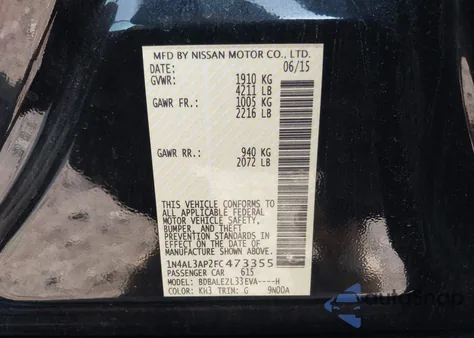 MFD BY NISSAN MOTOR CO., LTD.
DATE: 06/15
GVWR: 1910 KG
4211 LB
GAWR FR.: 1005 KG
2216 LB
GAWR RR.: 940 KG
2072 LB
THIS VEHICLE CONFORMS TO
ALL APPLICABLE FEDERAL
MOTOR VEHICLE SAFETY,
BUMPER, AND THEFT
PREVENTION STANDARDS IN
EFFECT ON THE DATE OF
MANUFACTURE SHOWN ABOVE.
1N4AL3AP2FC473355
PASSENGER CAR 615
MODEL: BDBALEZL33EVA----H
COLOR: KH3 TRIM: G 9N00A
AutoSnap